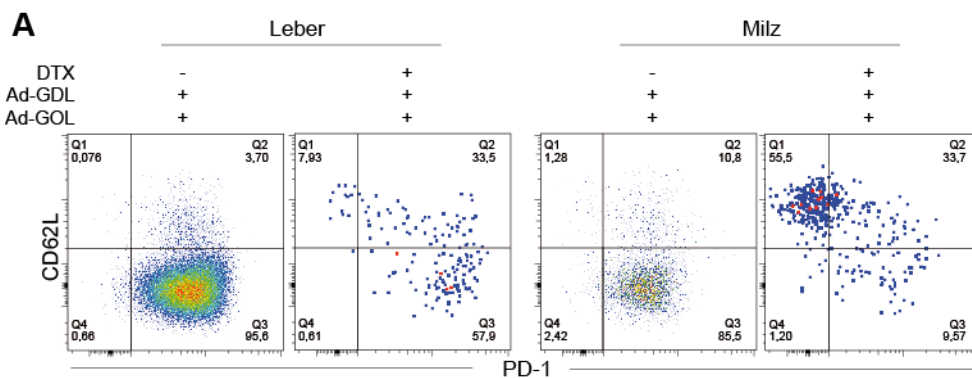 A
Leber Milz
DTX - + - +
Ad-GDL + + + +
Ad-GOL + + + +
Q1 Q2 Q1 Q2 Q1 Q2 Q1 Q2
0,076 3,70 7,93 33,5 1,28 10,8 55,5 33,7
CD62L
Q4 Q3 Q4 Q3 Q4 Q3 Q4 Q3
0,66 95,6 0,61 57,9 2,42 85,5 1,20 9,57
PD-1